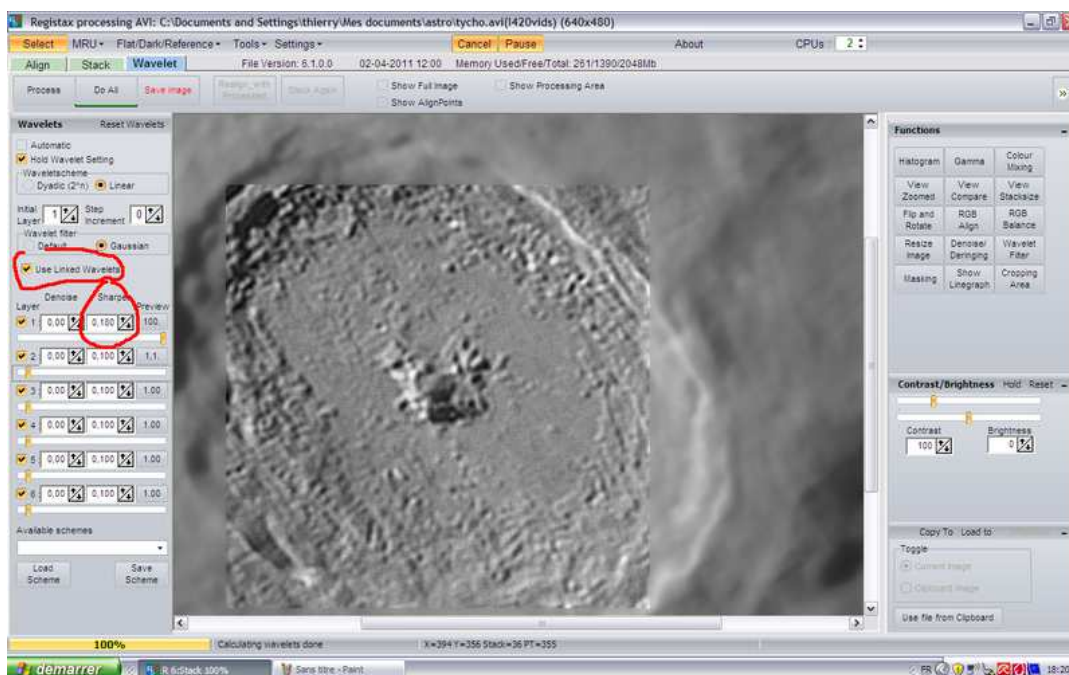 Registax processing AVI: C:\Documents and Settings\thierry\Mes documents\astro\tycho.avi(I420vids) (640x480)
Select MRU Flat/Dark/Reference Tools Settings Cancel Pause About CPUs 2
Align Stack Wavelet File Version: 6.1.0.0 02-04-2011 12:00 Memory Used/Free/Total: 261/1390/2048Mb
Process Do All Save image Realign_with Processed Stack Again Show Full Image Show Processing Area
Show AlignPoints
Wavelets Reset Wavelets
Automatic
Hold Wavelet Setting
Waveletscheme
Dyadic (2^n) Linear
Initial Layer 1 Step Increment 0
Wavelet filter
Default Gaussian
Use Linked Wavelets
Layer Denoise Sharpen Preview
1 0,00 0,180 100.
2 0,00 0,100 1,1.
3 0,00 0,100 1.00
4 0,00 0,100 1.00
5 0,00 0,100 1.00
6 0,00 0,100 1.00
Available schemes
Load Scheme Save Scheme
Functions
Histogram Gamma Colour Mixing
View Zoomed View Compare View Stacksize
Flip and Rotate RGB Align RGB Balance
Resize Image Denoise/ Deringing Wavelet Filter
Masking Show Linegraph Cropping Area
Contrast/Brightness Hold Reset
Contrast Brightness
100 0
Copy To Load to
Toggle
Current Image
Clipboard Image
Use file from Clipboard
100% Calculating wavelets done X=394 Y=356 Stack=36 PT=355
démarrer R 6:Stack 100% Sans titre - Paint FR 18:20